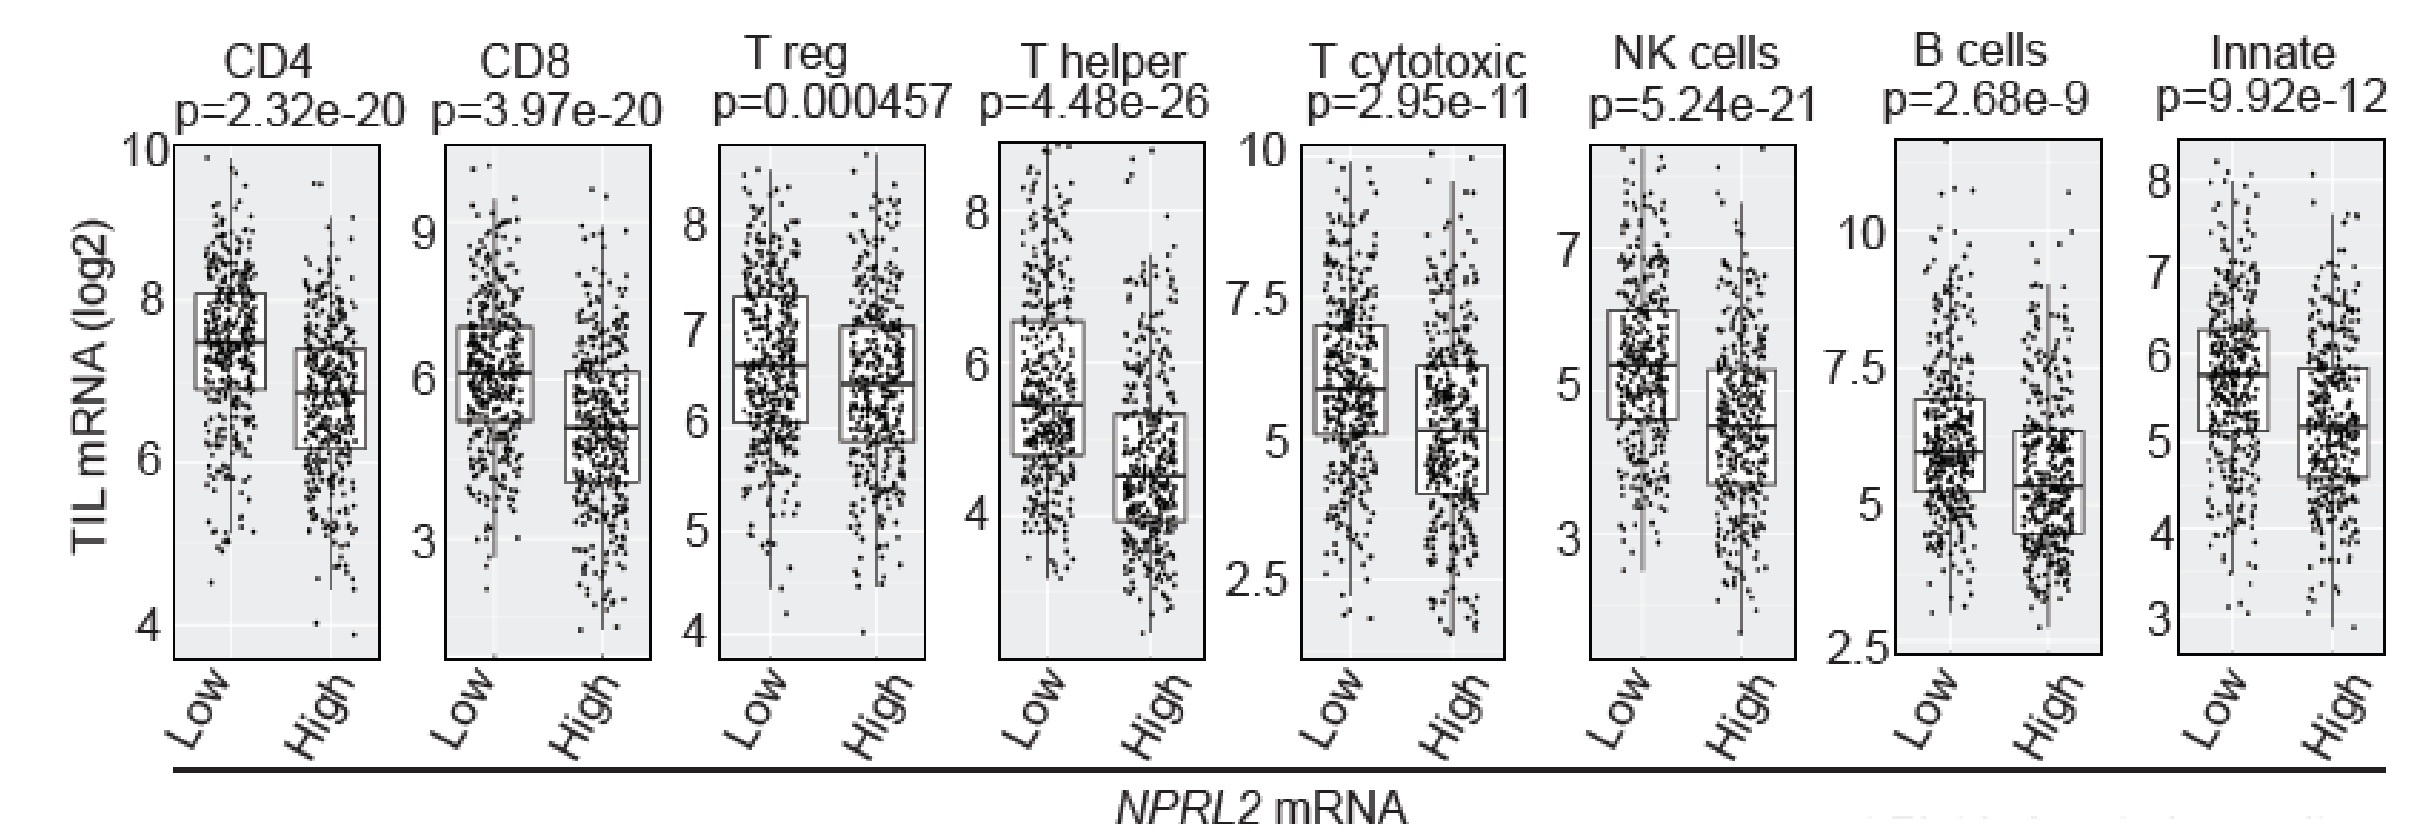 CD4
p=2.32e-20
CD8
p=3.97e-20
T reg
p=0.000457
T helper
p=4.48e-26
T cytotoxic
p=2.95e-11
NK cells
p=5.24e-21
B cells
p=2.68e-9
Innate
p=9.92e-12
TIL mRNA (log2)
10
8
6
4
9
6
3
8
7
6
5
4
8
6
4
10
7.5
5
2.5
7
5
3
10
7.5
5
2.5
8
7
6
5
4
3
Low High
Low High
Low High
Low High
Low High
Low High
Low High
Low High
NPRL2 mRNA